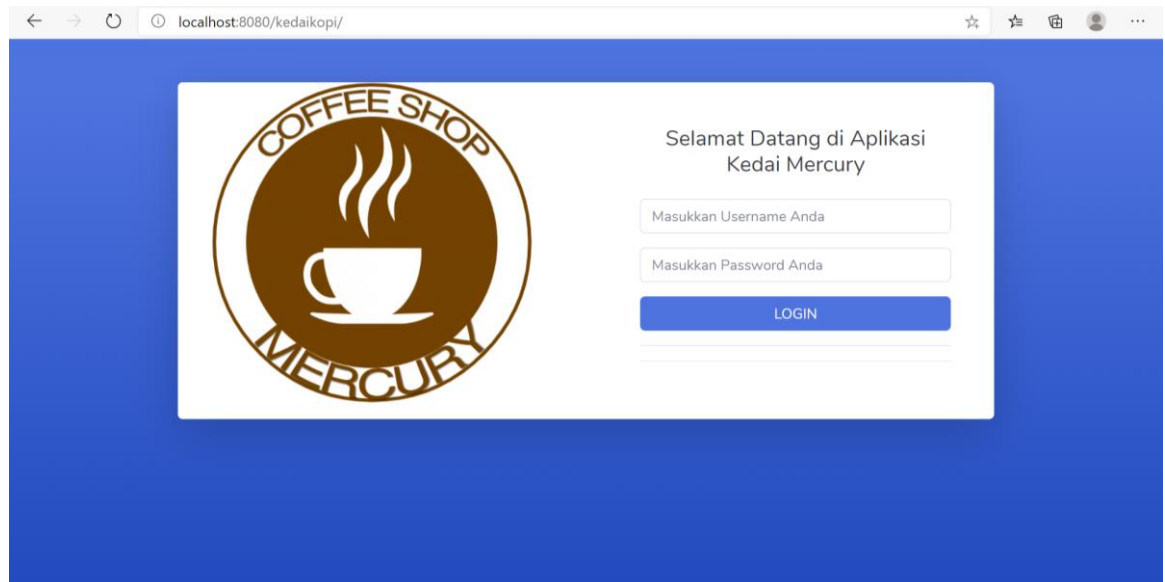 localhost:8080/kedaikopi/
COFFEE SHOP
MERCURY
Selamat Datang di Aplikasi
Kedai Mercury
Masukkan Username Anda
Masukkan Password Anda
LOGIN